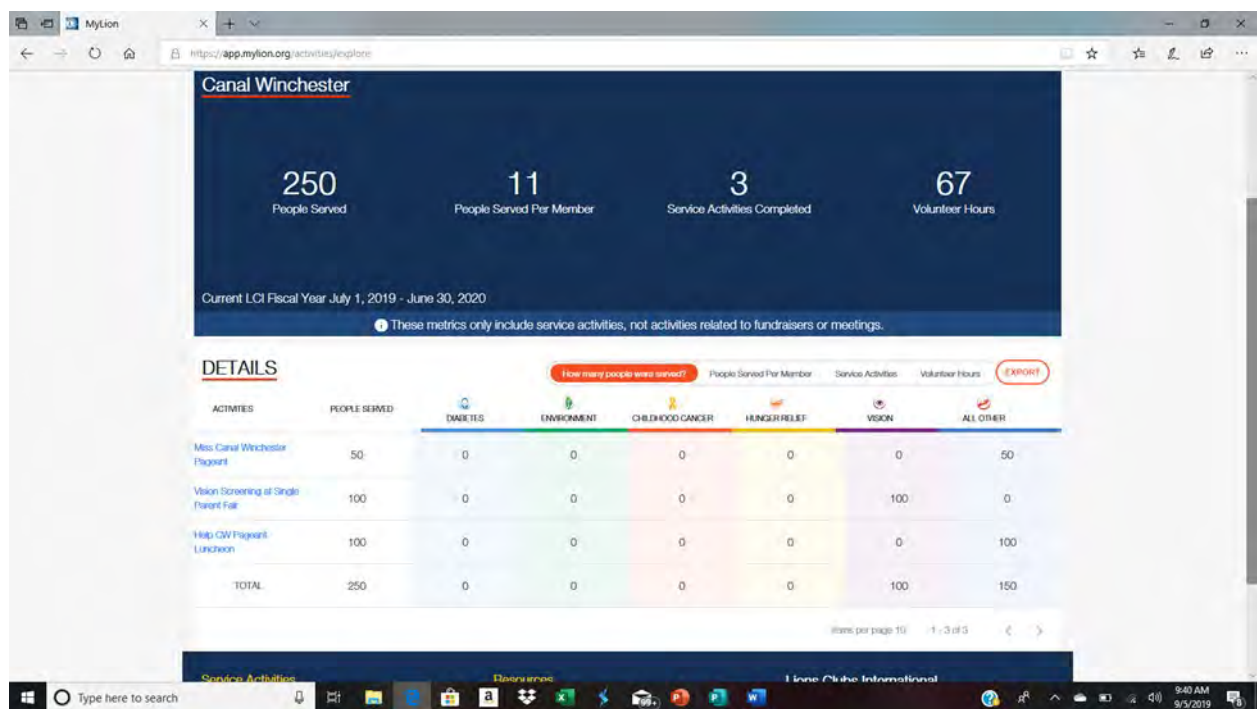 MyLion
https://app.mylion.org/activities/explore
Canal Winchester
250 11 3 67
People Served People Served Per Member Service Activities Completed Volunteer Hours
Current LCI Fiscal Year July 1, 2019 - June 30, 2020
These metrics only include service activities, not activities related to fundraisers or meetings.
DETAILS
How many people were served? People Served Per Member Service Activities Volunteer Hours EXPORT
ACTIVITIES PEOPLE SERVED DIABETES ENVIRONMENT CHILDHOOD CANCER HUNGER RELIEF VISION ALL OTHER
Miss Canal Winchester
Pageant 50 0 0 0 0 0 50
Vision Screening at Single
Parent Fair 100 0 0 0 0 100 0
Help CW Pageant
Luncheon 100 0 0 0 0 0 100
TOTAL 250 0 0 0 0 100 150
items per page 10 1 - 3 of 3
Service Activities Resources Lions Clubs International
Type here to search
99+
9:40 AM
9/5/2019